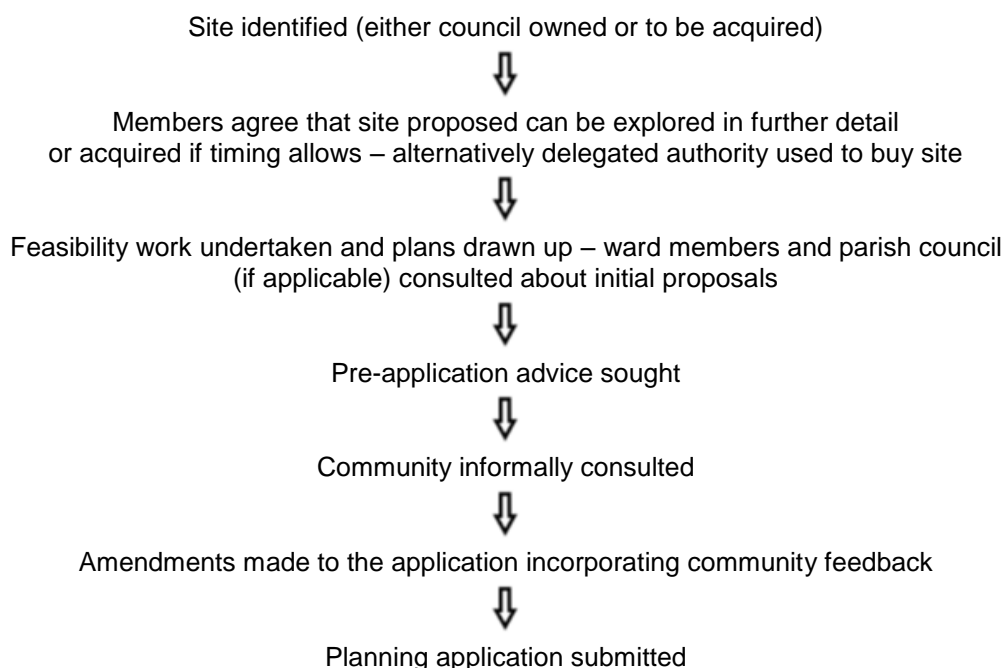 Site identified (either council owned or to be acquired)
Members agree that site proposed can be explored in further detail
or acquired if timing allows – alternatively delegated authority used to buy site
Feasibility work undertaken and plans drawn up – ward members and parish council
(if applicable) consulted about initial proposals
Pre-application advice sought
Community informally consulted
Amendments made to the application incorporating community feedback
Planning application submitted